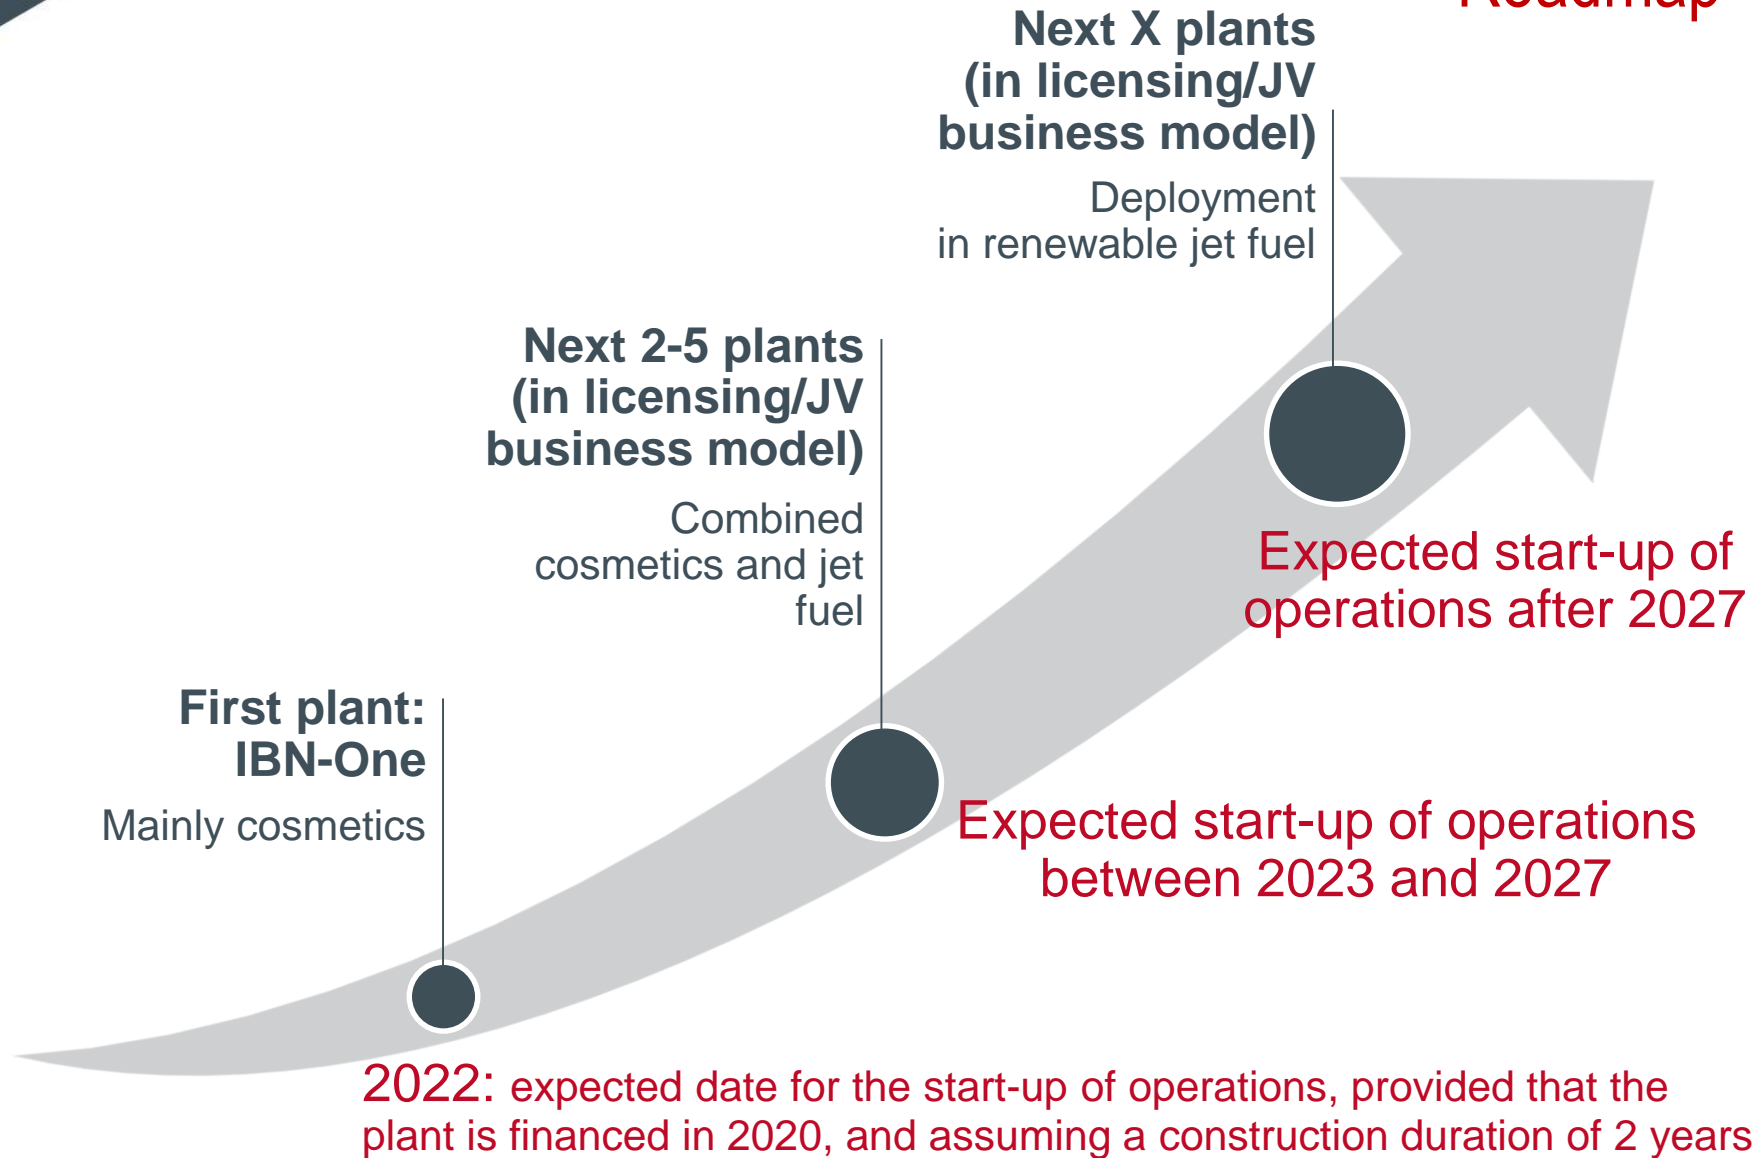 Roadmap
Next X plants
(in licensing/JV
business model)
Deployment
in renewable jet fuel
Next 2-5 plants
(in licensing/JV
business model)
Combined
cosmetics and jet
fuel
Expected start-up of
operations after 2027
First plant:
IBN-One
Mainly cosmetics
Expected start-up of operations
between 2023 and 2027
2022: expected date for the start-up of operations, provided that the
plant is financed in 2020, and assuming a construction duration of 2 years